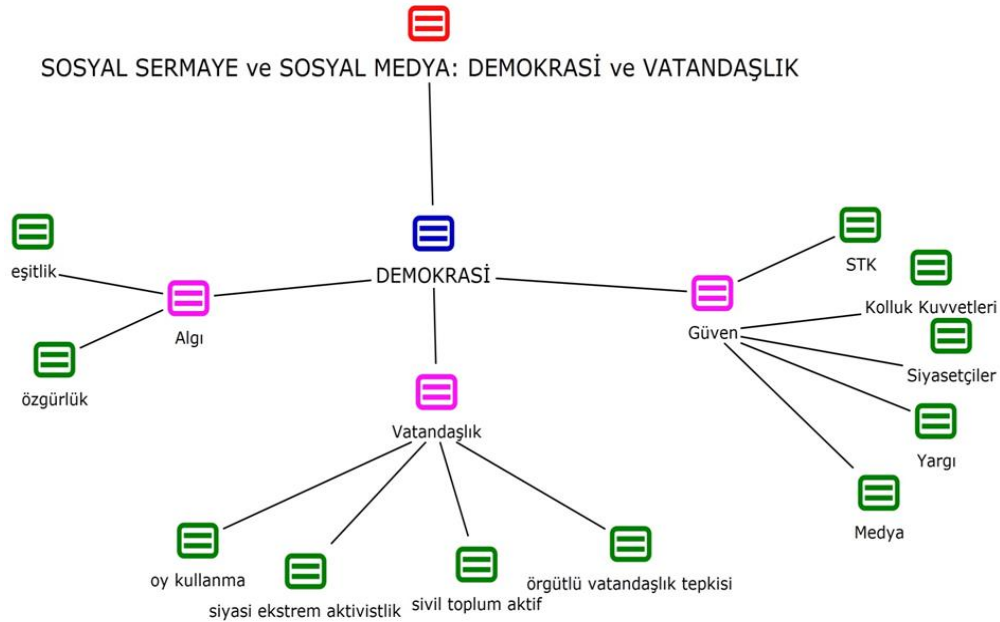 SOSYAL SERMAYE ve SOSYAL MEDYA: DEMOKRASİ ve VATANDAŞLIK
DEMOKRASİ
eşitlik
Algı
özgürlük
Vatandaşlık
oy kullanma
siyasi ekstrem aktivistlik
sivil toplum aktif
örgütlü vatandaşlık tepkisi
Güven
STK
Kolluk Kuvvetleri
Siyasetçiler
Yargı
Medya